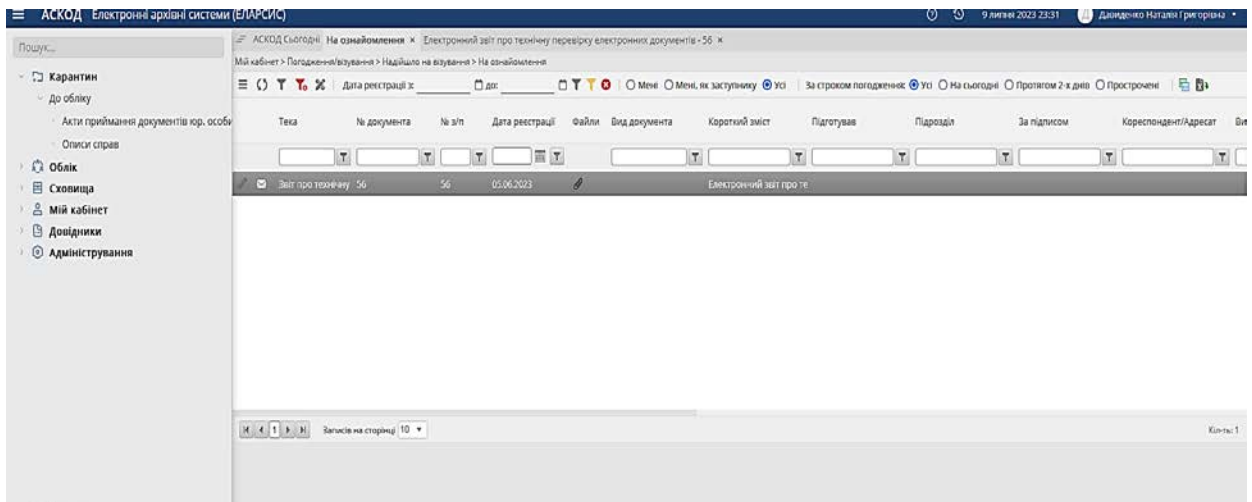 АСКОД Електронні архівні системи (ЕЛАРСИС) 9 липня 2023 23:31 Д Давиденко Наталія Григорівна
Пошук...
Карантин
До обліку
Акти приймання документів юр. особи
Описи справ
Облік
Сховища
Мій кабінет
Довідники
Адміністрування
АСКОД Сьогодні На ознайомлення × Електронний звіт про технічну перевірку електронних документів - 56 ×
Мій кабінет > Погодження/візування > Надійшло на візування > На ознайомлення
Дата реєстрації з: до: Мені Мені, як заступнику Усі За строком погодження: Усі На сьогодні Протягом 2-х днів Прострочені
Тека № документа № з/п Дата реєстрації Файли Вид документа Короткий зміст Підготував Підрозділ За підписом Кореспондент/Адресат
Звіт про технічну 56 56 05.06.2023 Електронний звіт про те
1 Записів на сторінці 10 Кіл-ть: 1